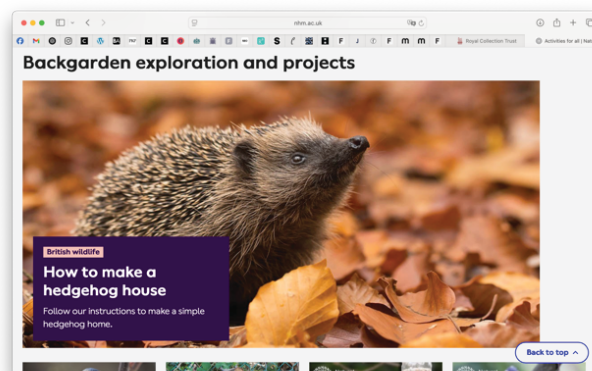 nhm.ac.uk
Royal Collection Trust
Activities for all | Nat
Backgarden exploration and projects
British wildlife
How to make a
hedgehog house
Follow our instructions to make a simple
hedgehog home.
Back to top